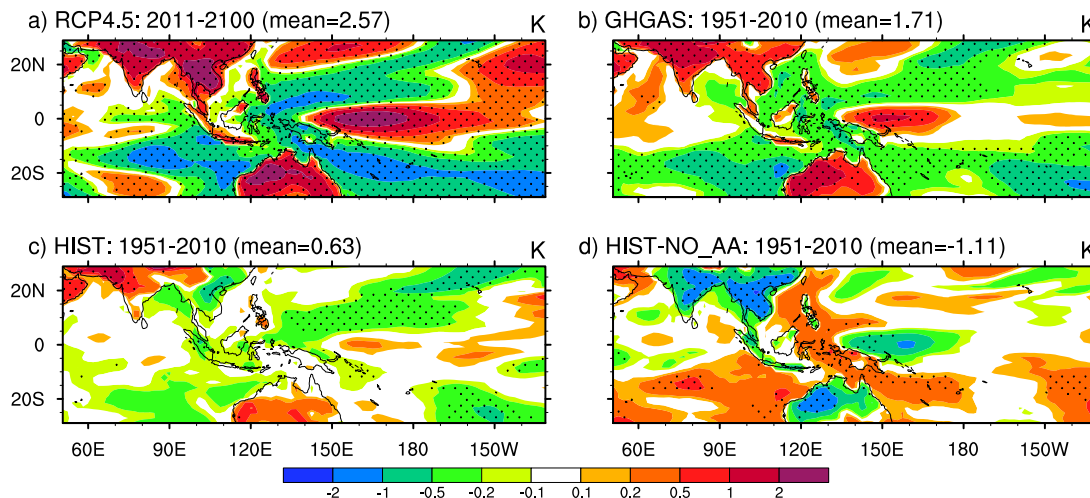 a) RCP4.5: 2011-2100 (mean=2.57) K
b) GHGAS: 1951-2010 (mean=1.71) K
20N
0
20S
c) HIST: 1951-2010 (mean=0.63) K
d) HIST-NO_AA: 1951-2010 (mean=-1.11) K
20N
0
20S
60E 90E 120E 150E 180 150W
60E 90E 120E 150E 180 150W
-2 -1 -0.5 -0.2 -0.1 0.1 0.2 0.5 1 2